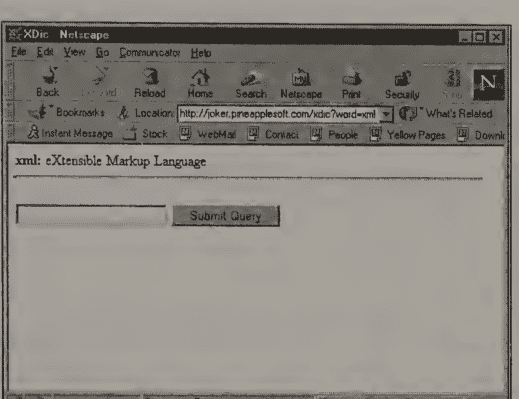 XDic Netscape
File Edit View Go Communicator Help
Back Reload Home Search Netscape Print Security
Bookmarks Location: http://joker.pineapplesoft.com/xdic?word=xml What's Related
Instant Message Stock WebMail Contact People Yellow Pages Downl
xml: eXtensible Markup Language
Submit Query